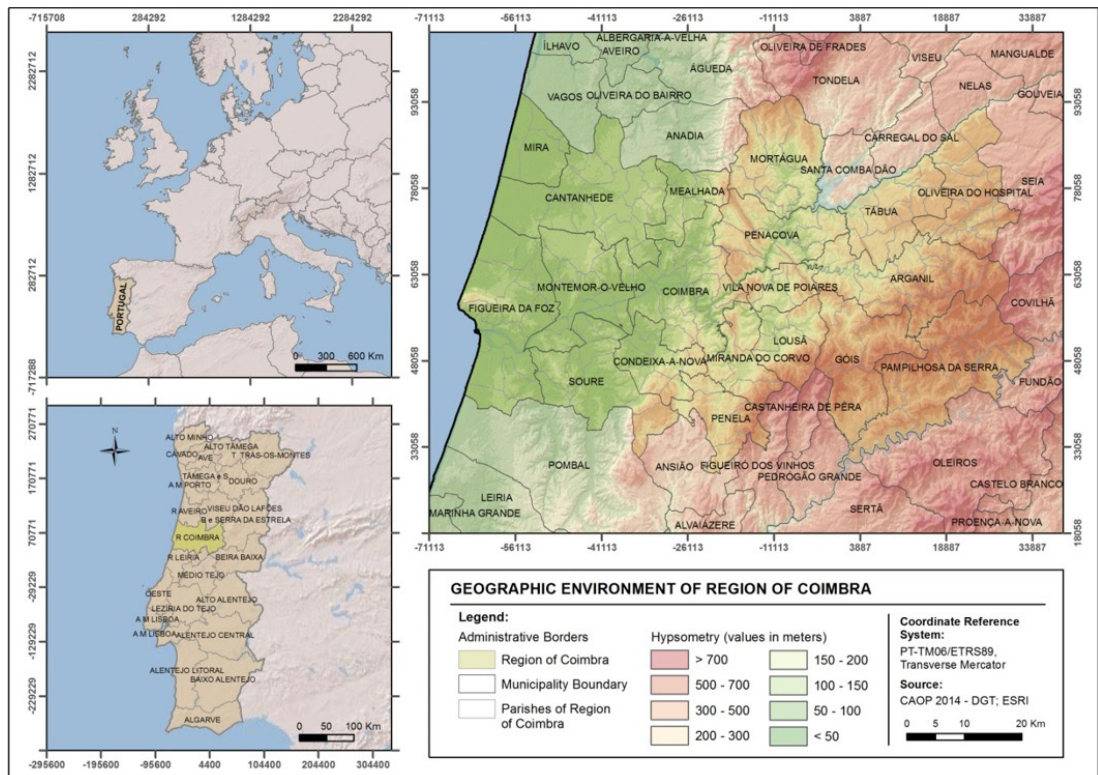 -715708 284292 1284292 2284292
2282712
1282712
282712
-717288
PORTUGAL
0 300 600 Km
-71113 -66113 -41113 -26113 -11113 3887 18887 33887
93058
78058
63058
48058
33058
18058
ÍLHAVO
ALBERGARIA-A-VELHA
AVEIRO
OLIVEIRA DE FRADES
VISEU
MANGUALDE
ÁGUEDA
TONDELA
NELAS
GOUVEIA
VAGOS
OLIVEIRA DO BAIRRO
ANADIA
CARREGAL DO SAL
MIRA
MORTÁGUA
SANTA COMBA DÃO
SEIA
CANTANHEDE
MEALHADA
OLIVEIRA DO HOSPITAL
TÁBUA
PENACOVA
ARGANIL
MONTEMOR-O-VELHO
COIMBRA
VILA NOVA DE POIARES
COVILHÃ
FIGUEIRA DA FOZ
LOUSÃ
CONDEIXA-A-NOVA
MIRANDA DO CORVO
GÓIS
PAMPILHOSA DA SERRA
FUNDÃO
SOURE
CASTANHEIRA DE PÊRA
PENELA
POMBAL
ANSIÃO
FIGUEIRO DOS VINHOS
PEDROGÃO GRANDE
OLEIROS
CASTELO BRANCO
LEIRIA
MARINHA GRANDE
ALVAIÁZERE
SERTÃ
PROENÇA-A-NOVA
-71113 -66113 -41113 -26113 -11113 3887 18887 33887
270771
170771
70771
-29229
-129229
-229229
N
ALTO MINHO
ALTO TÂMEGA
CÁVADO
AVE
T TRÁS-OS-MONTES
TÂMEGA e S
A M PORTO
DOURO
R AVEIRO
VISEU DÃO LAFÕES
B e SERRA DA ESTRELA
R COIMBRA
R LEIRIA
BEIRA BAIXA
MÉDIO TEJO
OESTE
ALTO ALENTEJO
LEZÍRIA DO TEJO
A M LISBOA
A M LISBOA
ALENTEJO CENTRAL
ALENTEJO LITORAL
BAIXO ALENTEJO
ALGARVE
0 50 100 Km
-295600 -195600 -95600 4400 104400 204400 304400
GEOGRAPHIC ENVIRONMENT OF REGION OF COIMBRA
Legend:
Administrative Borders
Region of Coimbra
Municipality Boundary
Parishes of Region
of Coimbra
Hypsometry (values in meters)
> 700
500 - 700
300 - 500
200 - 300
150 - 200
100 - 150
50 - 100
< 50
Coordinate Reference
System:
PT-TM06/ETRS89,
Transverse Mercator
Source:
CAOP 2014 - DGT; ESRI
0 10 20 Km